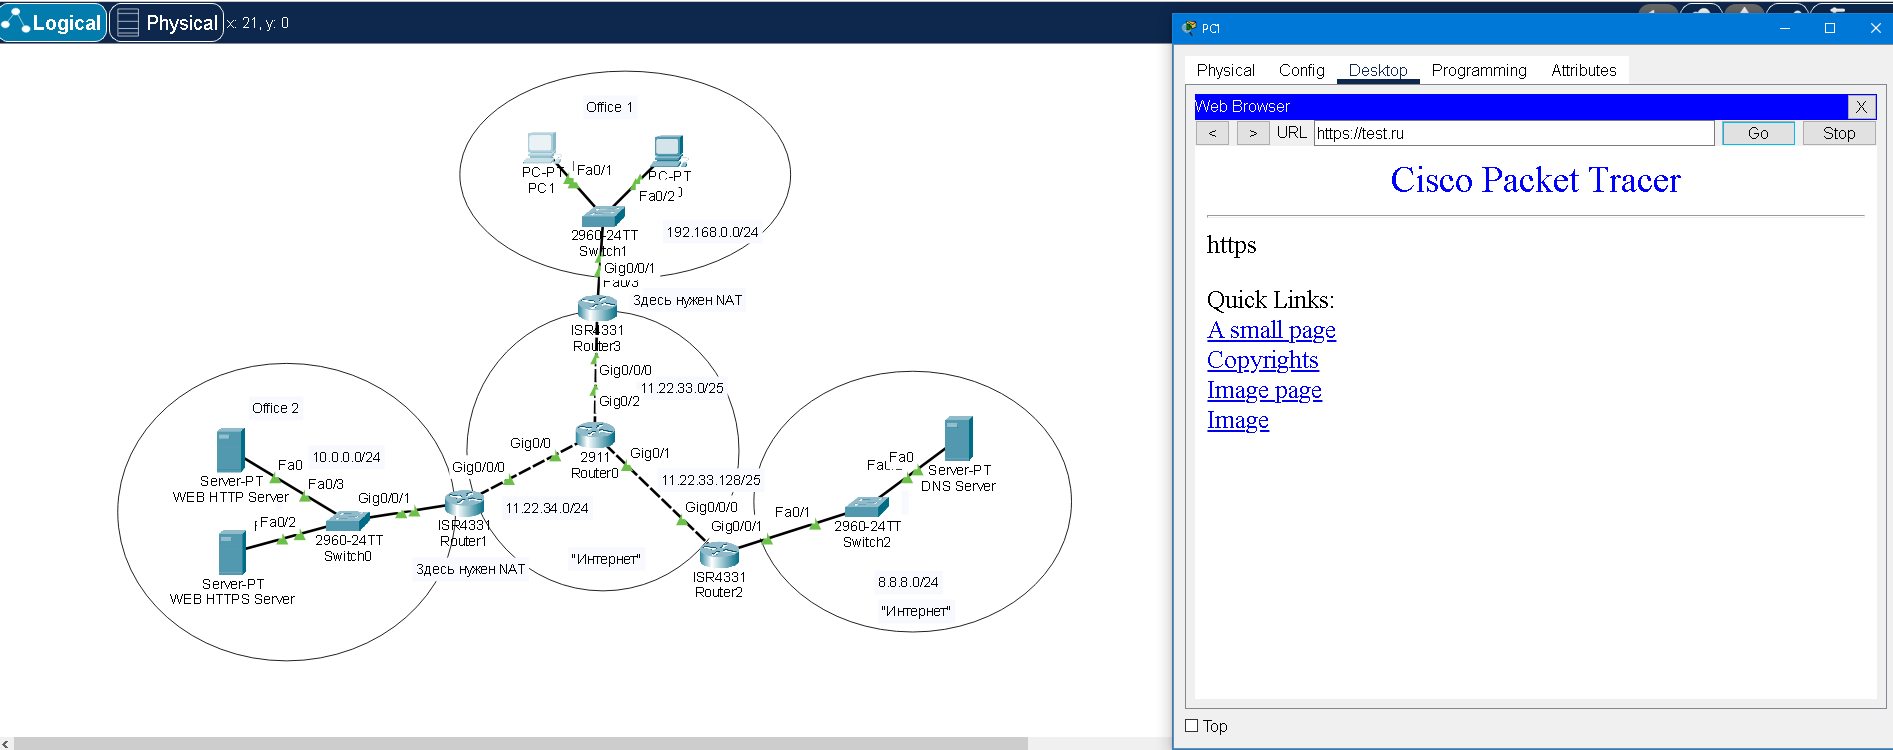 Logical
Physical
x: 21, y: 0
Office 1
Fa0/1
PC-PT
PC1
PC-PT
Fa0/2
192.168.0.0/24
2960-24TT
Switch1
Gig0/0/1
Fa0/3
Здесь нужен NAT
ISR4331
Router3
Gig0/0/0
11.22.33.0/25
Gig0/2
Office 2
10.0.0.0/24
Fa0
Server-PT
WEB HTTP Server
Fa0/3
Gig0/0/1
Fa0/2
2960-24TT
Switch0
Server-PT
WEB HTTPS Server
Gig0/0
Gig0/0/0
2911
Router0
Gig0/1
11.22.33.128/25
11.22.34.0/24
ISR4331
Router1
Здесь нужен NAT
"Интернет"
Gig0/0/0
Gig0/0/1
ISR4331
Router2
Fa0/1
2960-24TT
Switch2
Fa0
Server-PT
DNS Server
8.8.8.0/24
"Интернет"
PC1
Physical
Config
Desktop
Programming
Attributes
Web Browser
X
<
>
URL
https://test.ru
Go
Stop
Cisco Packet Tracer
https
Quick Links:
A small page
Copyrights
Image page
Image
Top